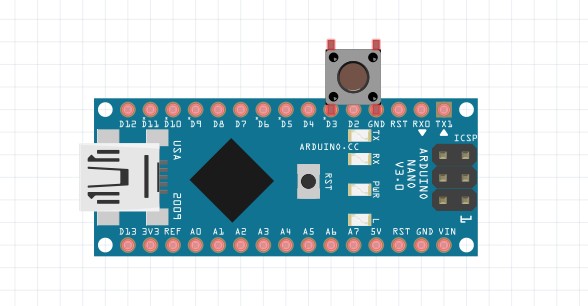 D12 D11 D10 D9 D8 D7 D6 D5 D4 D3 D2 GND RST RX0 TX1
TX
ICSP
ARDUINO.CC
USA
RX
RST
ARDUINO
NANO
V3.0
PWR
2009
L
1
D13 3V3 REF A0 A1 A2 A3 A4 A5 A6 A7 5V RST GND VIN